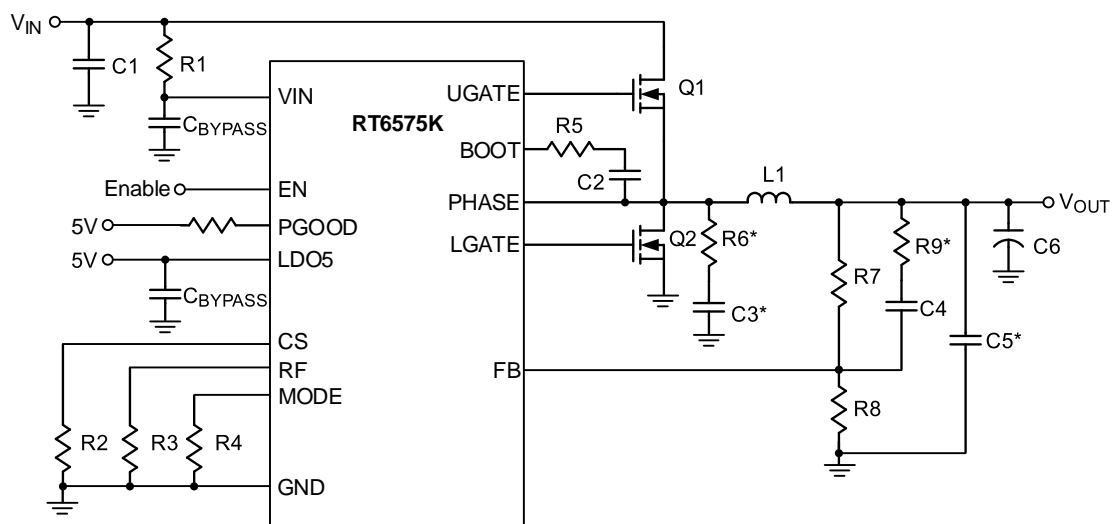 VIN
C1
R1
VIN
CBYPASS
RT6575K
UGATE
Q1
BOOT
R5
C2
Enable
EN
PHASE
L1
VOUT
5V
PGOOD
LGATE
Q2
R6*
R9*
C6
5V
LDO5
R7
CBYPASS
C3*
C4
C5*
CS
RF
FB
MODE
R8
R2
R3
R4
GND